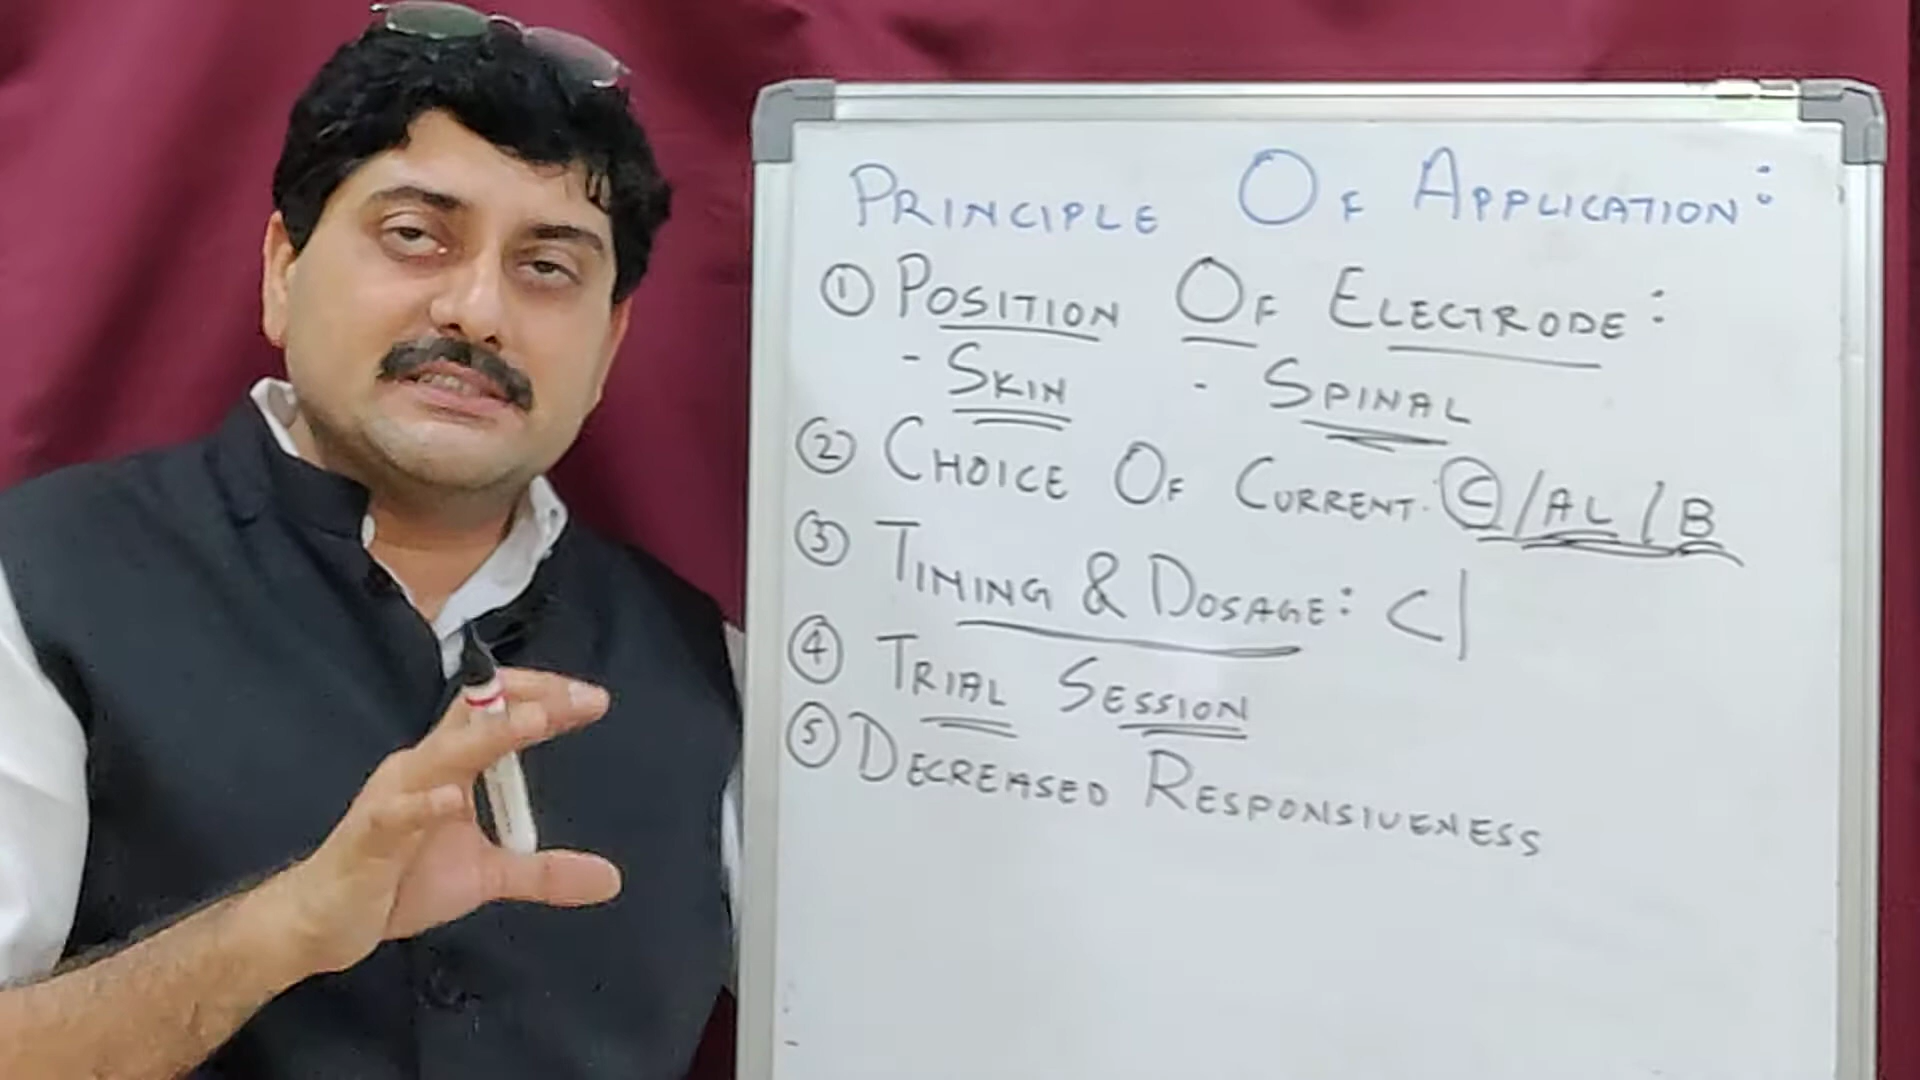 PRINCIPLE OF APPLICATION:
① POSITION OF ELECTRODE:
- SKIN - SPINAL
② CHOICE OF CURRENT. C/AL/B
③ TIMING & DOSAGE: C|
④ TRIAL SESSION
⑤ DECREASED RESPONSIVENESS